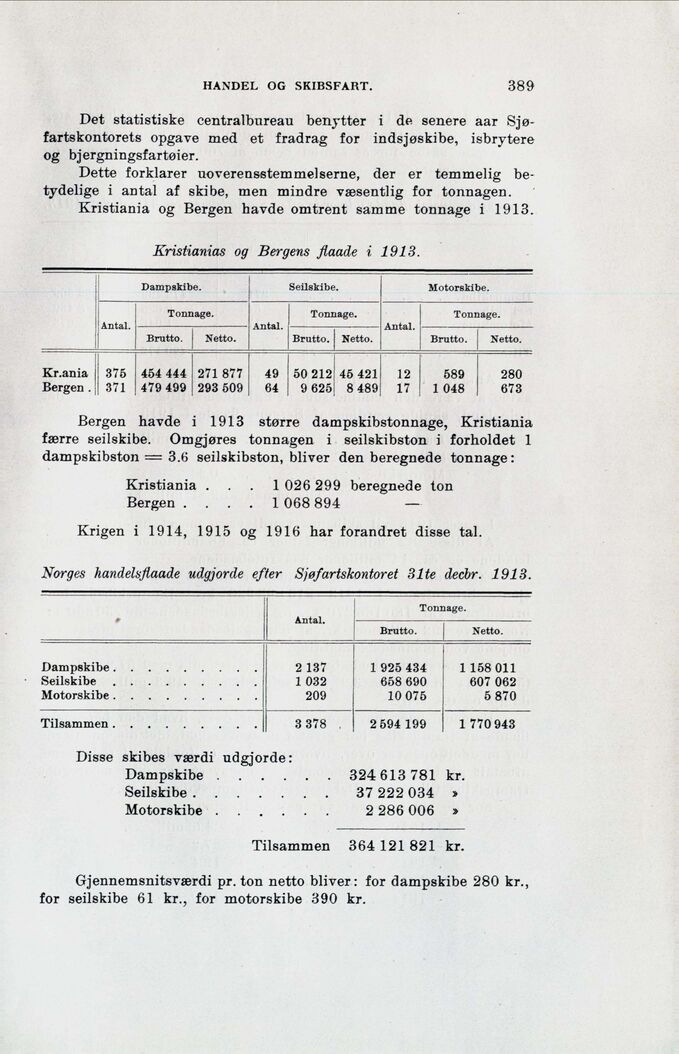 HANDEL OG SKIBSFART. 389
Det statistiske centralbureau benytter i de senere aar Sjø-
fartskontorets opgave med et fradrag for indsjøskibe, isbrytere
og bjergningsfartøier.
Dette forklarer uoverensstemmelserne, der er temmelig be-
tydelige i antal af skibe, men mindre væsentlig for tonnagen.
Kristiania og Bergen havde omtrent samme tonnage i 1913.
Kristianias og Bergens flaade i 1913.
Dampskibe. Seilskibe. Motorskibe.
Antal. Tonnage. Antal. Tonnage. Antal. Tonnage.
Brutto. Netto. Brutto. Netto. Brutto. Netto.
Kr.ania 375 454 444 271 877 49 50 212 45 421 12 589 280
Bergen . 371 479 499 293 509 64 9 625 8 489 17 1 048 673
Bergen havde i 1913 større dampskibstonnage, Kristiania
færre seilskibe. Omgjøres tonnagen i seilskibston i forholdet 1
dampskibston = 3.6 seilskibston, bliver den beregnede tonnage:
Kristiania . . . 1 026 299 beregnede ton
Bergen . . . . 1 068 894 —
Krigen i 1914, 1915 og 1916 har forandret disse tal.
Norges handelsflaade udgjorde efter Sjøfartskontoret 31te decbr. 1913.
Antal. Tonnage.
Brutto. Netto.
Dampskibe . . . . . . . . . 2 137 1 925 434 1 158 011
Seilskibe . . . . . . . . . 1 032 658 690 607 062
Motorskibe . . . . . . . . . 209 10 075 5 870
Tilsammen . . . . . . . . . 3 378 2 594 199 1 770 943
Disse skibes værdi udgjorde:
Dampskibe . . . . . . 324 613 781 kr.
Seilskibe . . . . . . . 37 222 034 »
Motorskibe . . . . . . 2 286 006 »
Tilsammen 364 121 821 kr.
Gjennemsnitsværdi pr. ton netto bliver: for dampskibe 280 kr.,
for seilskibe 61 kr., for motorskibe 390 kr.